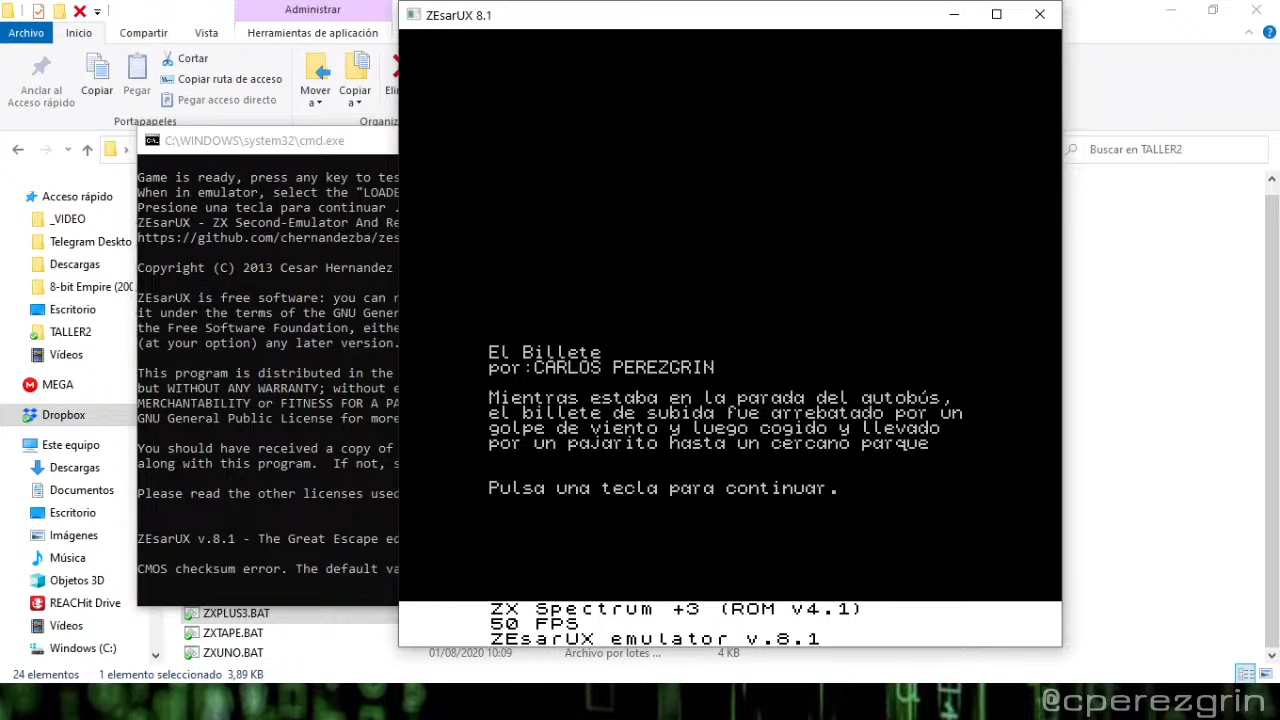 Administrar
ZEsarUX 8.1
Archivo
Inicio
Compartir
Vista
Herramientas de aplicación
Anclar al
Acceso rápido
Copiar
Pegar
Cortar
Copiar ruta de acceso
Pegar acceso directo
Mover
a
Copiar
a
Portapapeles
C:\WINDOWS\system32\cmd.exe
Buscar en TALLER2
Acceso rápido
_VIDEO
Telegram Deskto
Descargas
8-bit Empire (200
Escritorio
TALLER2
Vídeos
MEGA
Dropbox
Este equipo
Descargas
Documentos
Escritorio
Imágenes
Música
Objetos 3D
REACHit Drive
Vídeos
Windows (C:)
Game is ready, press any key to tes
When in emulator, select the "LOADE
Presione una tecla para continuar .
ZEsarUX - ZX Second-Emulator And Re
https://github.com/chernandezba/zes
Copyright (C) 2013 Cesar Hernandez
ZEsarUX is free software: you can r
it under the terms of the GNU Gener
the Free Software Foundation, eithe
(at your option) any later version.
This program is distributed in the
but WITHOUT ANY WARRANTY; without e
MERCHANTABILITY or FITNESS FOR A PA
GNU General Public License for more
You should have received a copy of
along with this program.  If not, s
Please read the other licenses used
ZEsarUX v.8.1 - The Great Escape ed
CMOS checksum error. The default va
El Billete
por:CARLOS PEREZGRIN
Mientras estaba en la parada del autobús,
el billete de subida fue arrebatado por un
golpe de viento y luego cogido y llevado
por un pajarito hasta un cercano parque
Pulsa una tecla para continuar.
ZX Spectrum +3 (ROM v4.1)
50 FPS
ZEsarUX emulator v.8.1
ZXPLUS3.BAT
ZXTAPE.BAT
ZXUNO.BAT
01/08/2020 10:09
Archivo por lotes ...
4 KB
24 elementos
1 elemento seleccionado 3,89 KB
@cperezgrin